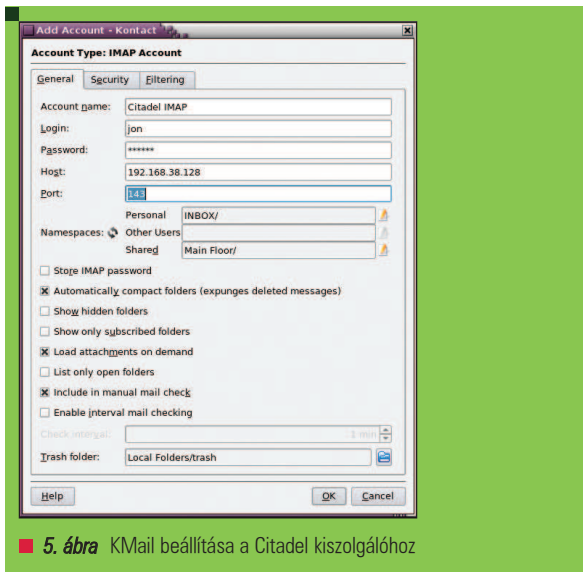 Add Account - Kontact
Account Type: IMAP Account
General Security Filtering
Account name: Citadel IMAP
Login: jon
Password: ******
Host: 192.168.38.128
Port: 143
Personal INBOX/
Namespaces: Other Users
Shared Main Floor/
Store IMAP password
Automatically compact folders (expunges deleted messages)
Show hidden folders
Show only subscribed folders
Load attachments on demand
List only open folders
Include in manual mail check
Enable interval mail checking
Check interval: 1 min
Trash folder: Local Folders/trash
Help OK Cancel
5. ábra KMail beállítása a Citadel kiszolgálóhoz